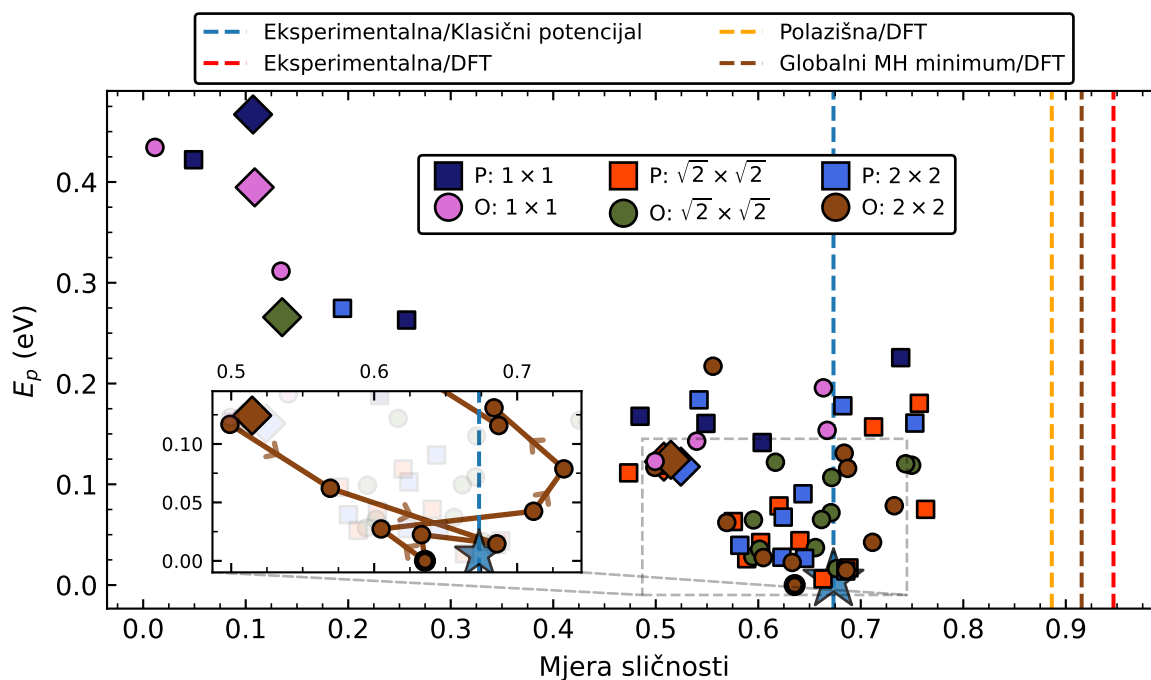 Eksperimentalna/Klasični potencijal
Polazišna/DFT
Eksperimentalna/DFT
Globalni MH minimum/DFT
P: 1 × 1
P: √2 × √2
P: 2 × 2
O: 1 × 1
O: √2 × √2
O: 2 × 2
E_p (eV)
0.4
0.3
0.2
0.1
0.0
0.5 0.6 0.7
0.10
0.05
0.00
0.0 0.1 0.2 0.3 0.4 0.5 0.6 0.7 0.8 0.9
Mjera sličnosti